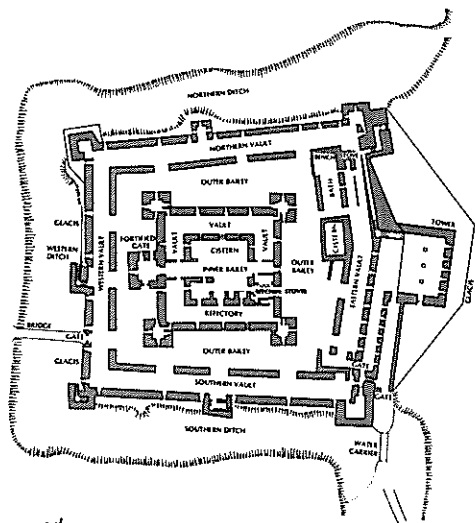 NORTHERN DITCH
NORTHERN VAULT
BENCH
OUTER BAILEY
BATH
TOWER
GLACIS
VAULT
FORTIFIED GATE
VAULT
CISTERN
VAULT
CISTERN
WESTERN DITCH
WESTERN VAULT
INNER BAILEY
OUTER BAILEY
EASTERN VAULT
KITCHEN STOVES
GLACIS
REFECTORY
BRIDGE
GATE
OUTER BAILEY
GLACIS
GATE
SOUTHERN VAULT
GATE
SOUTHERN DITCH
WATER CARRIER